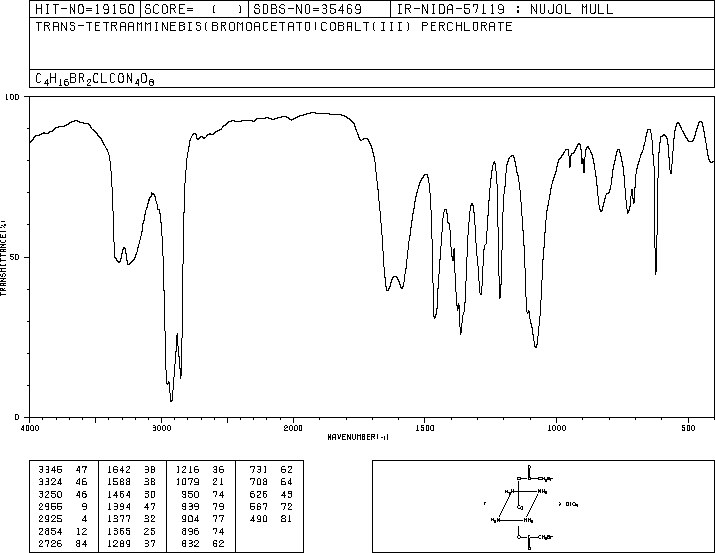 HIT-NO=19150 SCORE= ( ) SDBS-NO=35469 IR-NIDA-57119 : NUJOL MULL
TRANS-TETRAAMMINEBIS(BROMOACETATO)COBALT(III) PERCHLORATE
C4H16BR2CLCON4O8
100
50
0
TRANSMITTANCE(%)
4000 3000 2000 1500 1000 500
WAVENUMBER(-1)
3346 47 1642 38 1216 36 731 62
3324 46 1588 38 1079 21 708 64
3250 46 1464 30 950 74 626 43
2955 9 1394 47 939 79 567 72
2925 4 1377 32 904 77 490 81
2854 12 1365 25 896 74
2726 84 1289 37 832 62